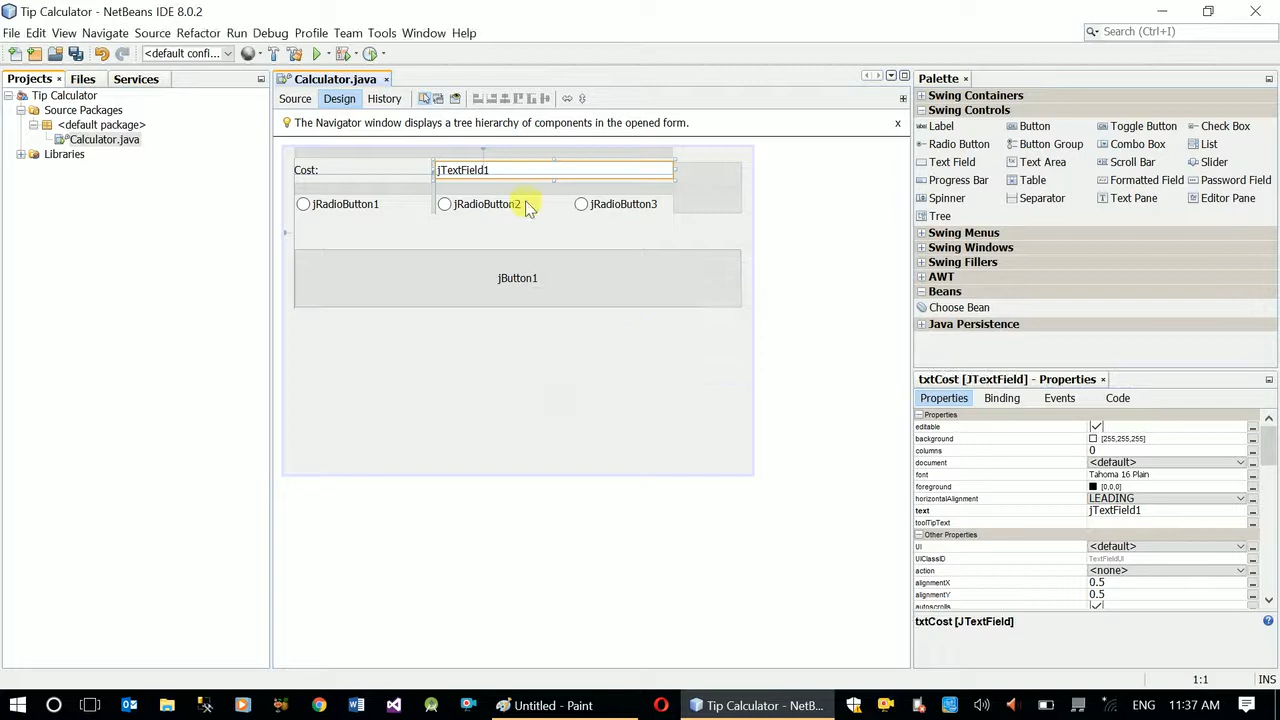 Tip Calculator - NetBeans IDE 8.0.2
File Edit View Navigate Source Refactor Run Debug Profile Team Tools Window Help
Search (Ctrl+I)
<default confi...
Projects Files Services
Tip Calculator
Source Packages
<default package>
Calculator.java
Libraries
Calculator.java
Source Design History
The Navigator window displays a tree hierarchy of components in the opened form.
Cost: jTextField1
jRadioButton1 jRadioButton2 jRadioButton3
jButton1
Palette
Swing Containers
Swing Controls
Label Button Toggle Button Check Box
Radio Button Button Group Combo Box List
Text Field Text Area Scroll Bar Slider
Progress Bar Table Formatted Field Password Field
Spinner Separator Text Pane Editor Pane
Tree
Swing Menus
Swing Windows
Swing Fillers
AWT
Beans
Choose Bean
Java Persistence
txtCost [JTextField] - Properties
Properties Binding Events Code
Properties
editable
background [255,255,255]
columns 0
document <default>
font Tahoma 16 Plain
foreground [0,0,0]
horizontalAlignment LEADING
text jTextField1
toolTipText
Other Properties
UI <default>
UIClassID TextFieldUI
action <none>
alignmentX 0.5
alignmentY 0.5
autoscrolls
txtCost [JTextField]
1:1 INS
Untitled - Paint
Tip Calculator - NetB...
ENG 11:37 AM